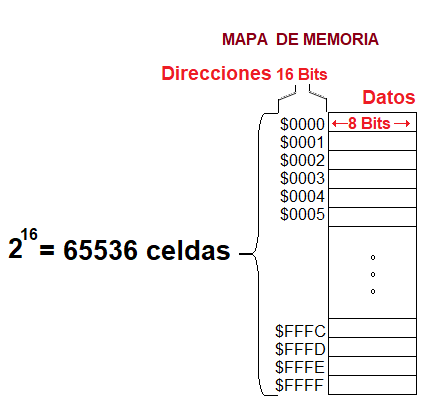 MAPA DE MEMORIA
Direcciones 16 Bits
Datos
$0000 8 Bits
$0001
$0002
$0003
$0004
$0005
2^16 = 65536 celdas
$FFFC
$FFFD
$FFFE
$FFFF